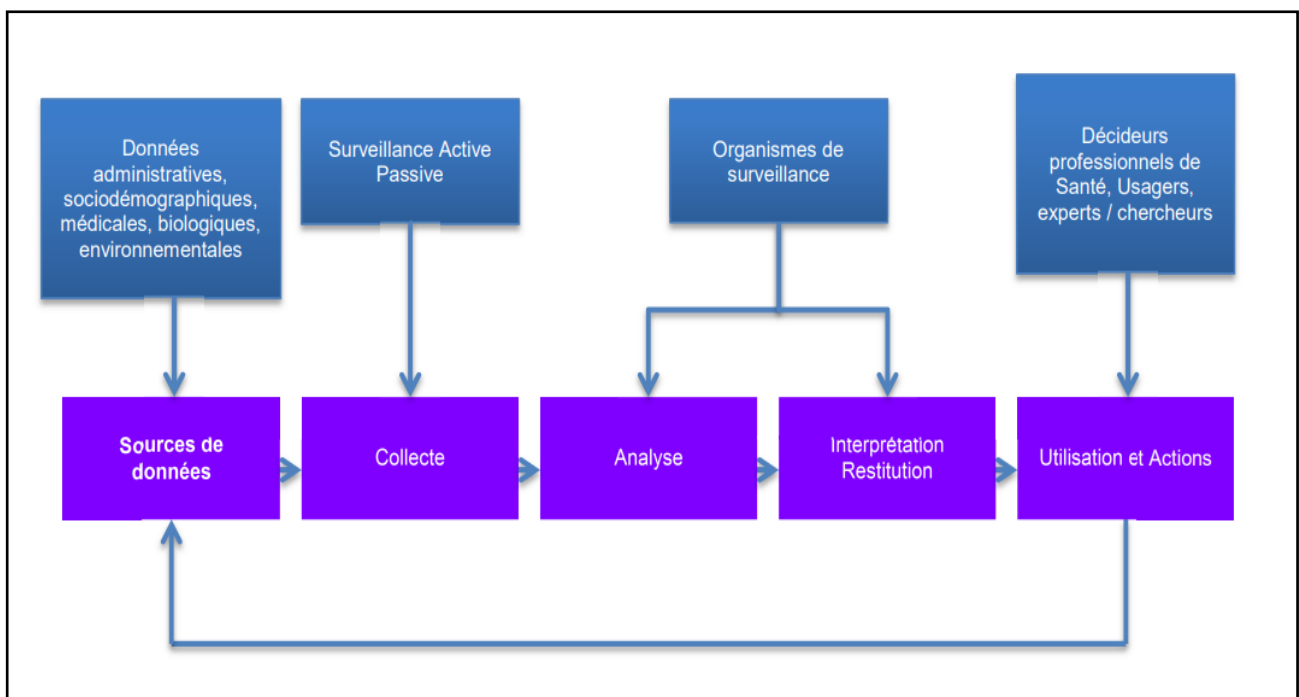 Données
administratives,
sociodémographiques,
médicales, biologiques,
environnementales
Surveillance Active
Passive
Organismes de
surveillance
Décideurs
professionnels de
Santé, Usagers,
experts / chercheurs
Sources de
données
Collecte
Analyse
Interprétation
Restitution
Utilisation et Actions